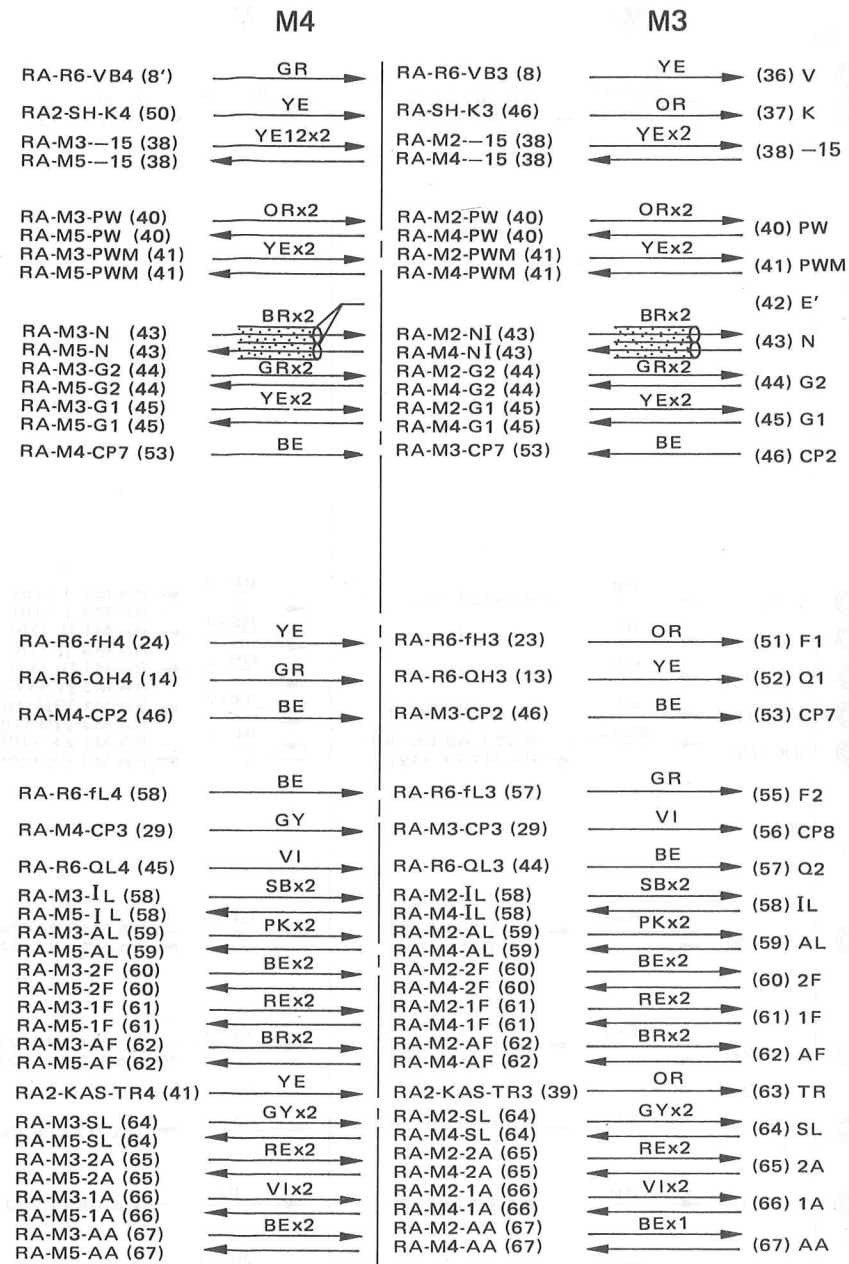 M4 M3
RA-R6-VB4 (8') GR RA-R6-VB3 (8) YE (36) V
RA2-SH-K4 (50) YE RA-SH-K3 (46) OR (37) K
RA-M3-–15 (38) YE12x2 RA-M2-–15 (38) YEx2 (38) –15
RA-M5-–15 (38) RA-M4-–15 (38)
RA-M3-PW (40) ORx2 RA-M2-PW (40) ORx2 (40) PW
RA-M5-PW (40) RA-M4-PW (40)
RA-M3-PWM (41) YEx2 RA-M2-PWM (41) YEx2 (41) PWM
RA-M5-PWM (41) RA-M4-PWM (41)
(42) E'
RA-M3-N (43) BRx2 RA-M2-NI (43) BRx2 (43) N
RA-M5-N (43) RA-M4-NI (43)
RA-M3-G2 (44) GRx2 RA-M2-G2 (44) GRx2 (44) G2
RA-M5-G2 (44) RA-M4-G2 (44)
RA-M3-G1 (45) YEx2 RA-M2-G1 (45) YEx2 (45) G1
RA-M5-G1 (45) RA-M4-G1 (45)
RA-M4-CP7 (53) BE RA-M3-CP7 (53) BE (46) CP2
RA-R6-fH4 (24) YE RA-R6-fH3 (23) OR (51) F1
RA-R6-QH4 (14) GR RA-R6-QH3 (13) YE (52) Q1
RA-M4-CP2 (46) BE RA-M3-CP2 (46) BE (53) CP7
RA-R6-fL4 (58) BE RA-R6-fL3 (57) GR (55) F2
RA-M4-CP3 (29) GY RA-M3-CP3 (29) VI (56) CP8
RA-R6-QL4 (45) VI RA-R6-QL3 (44) BE (57) Q2
RA-M3-IL (58) SBx2 RA-M2-IL (58) SBx2 (58) IL
RA-M5-IL (58) RA-M4-IL (58)
RA-M3-AL (59) PKx2 RA-M2-AL (59) PKx2 (59) AL
RA-M5-AL (59) RA-M4-AL (59)
RA-M3-2F (60) BEx2 RA-M2-2F (60) BEx2 (60) 2F
RA-M5-2F (60) RA-M4-2F (60)
RA-M3-1F (61) REx2 RA-M2-1F (61) REx2 (61) 1F
RA-M5-1F (61) RA-M4-1F (61)
RA-M3-AF (62) BRx2 RA-M2-AF (62) BRx2 (62) AF
RA-M5-AF (62) RA-M4-AF (62)
RA2-KAS-TR4 (41) YE RA2-KAS-TR3 (39) OR (63) TR
RA-M3-SL (64) GYx2 RA-M2-SL (64) GYx2 (64) SL
RA-M5-SL (64) RA-M4-SL (64)
RA-M3-2A (65) REx2 RA-M2-2A (65) REx2 (65) 2A
RA-M5-2A (65) RA-M4-2A (65)
RA-M3-1A (66) VIx2 RA-M2-1A (66) VIx2 (66) 1A
RA-M5-1A (66) RA-M4-1A (66)
RA-M3-AA (67) BEx2 RA-M2-AA (67) BEx1 (67) AA
RA-M5-AA (67) RA-M4-AA (67)